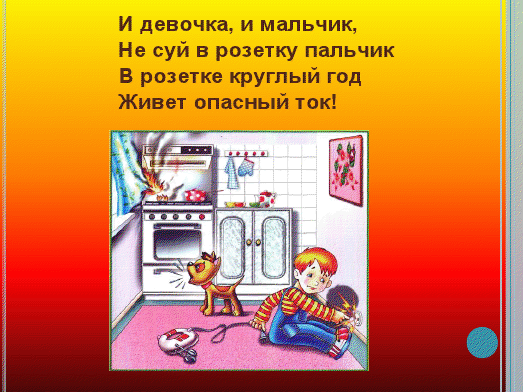 И девочка, и мальчик,
Не суй в розетку пальчик
В розетке круглый год
Живет опасный ток!